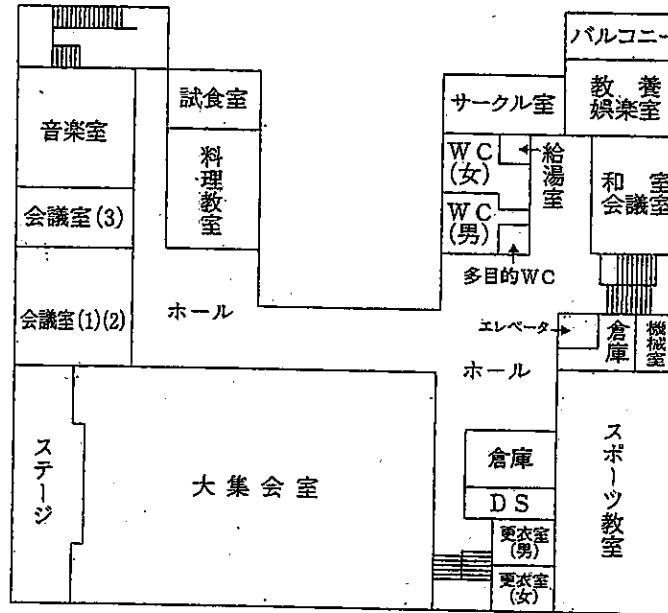 バルコニー
試食室
サークル室
教養
娯楽室
音楽室
料理教室
WC
(女)
給湯室
和室
会議室
会議室(3)
WC
(男)
多目的WC
会議室(1)(2)
ホール
エレベータ
倉庫
機械室
ホール
ステージ
大集会室
倉庫
スポーツ教室
DS
更衣室
(男)
更衣室
(女)